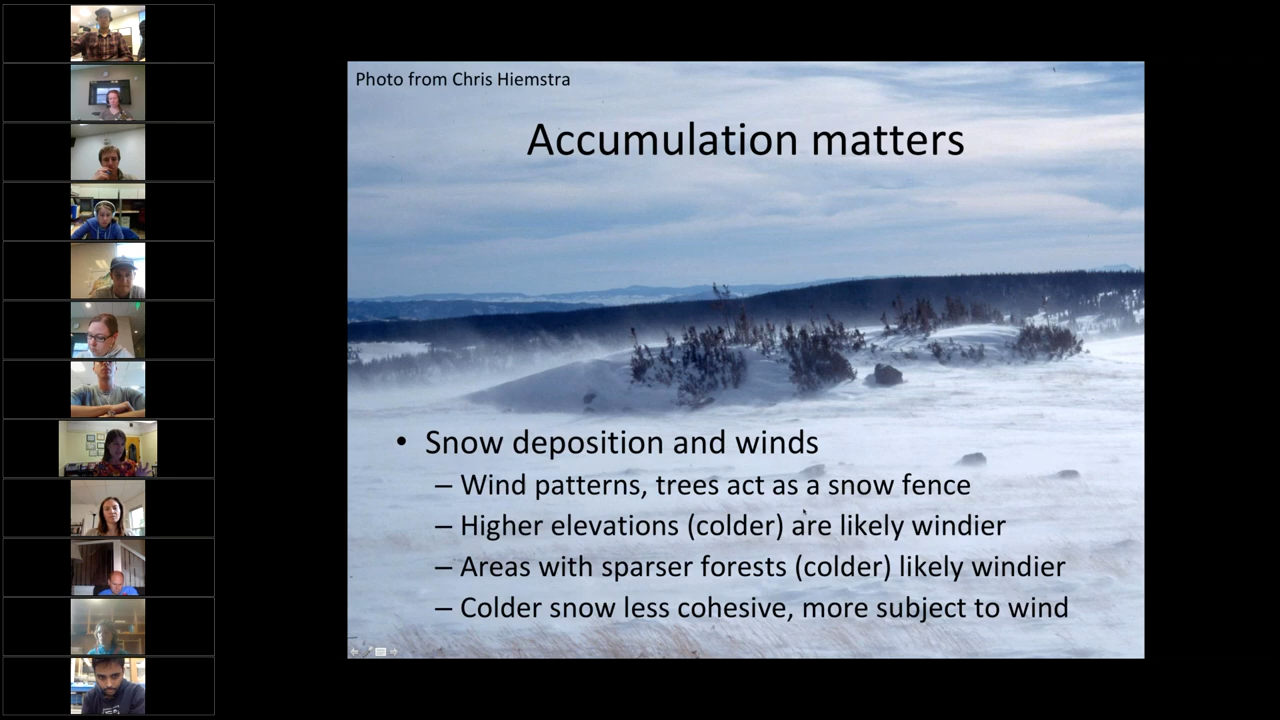 Photo from Chris Hiemstra
Accumulation matters
• Snow deposition and winds
– Wind patterns, trees act as a snow fence
– Higher elevations (colder) are likely windier
– Areas with sparser forests (colder) likely windier
– Colder snow less cohesive, more subject to wind